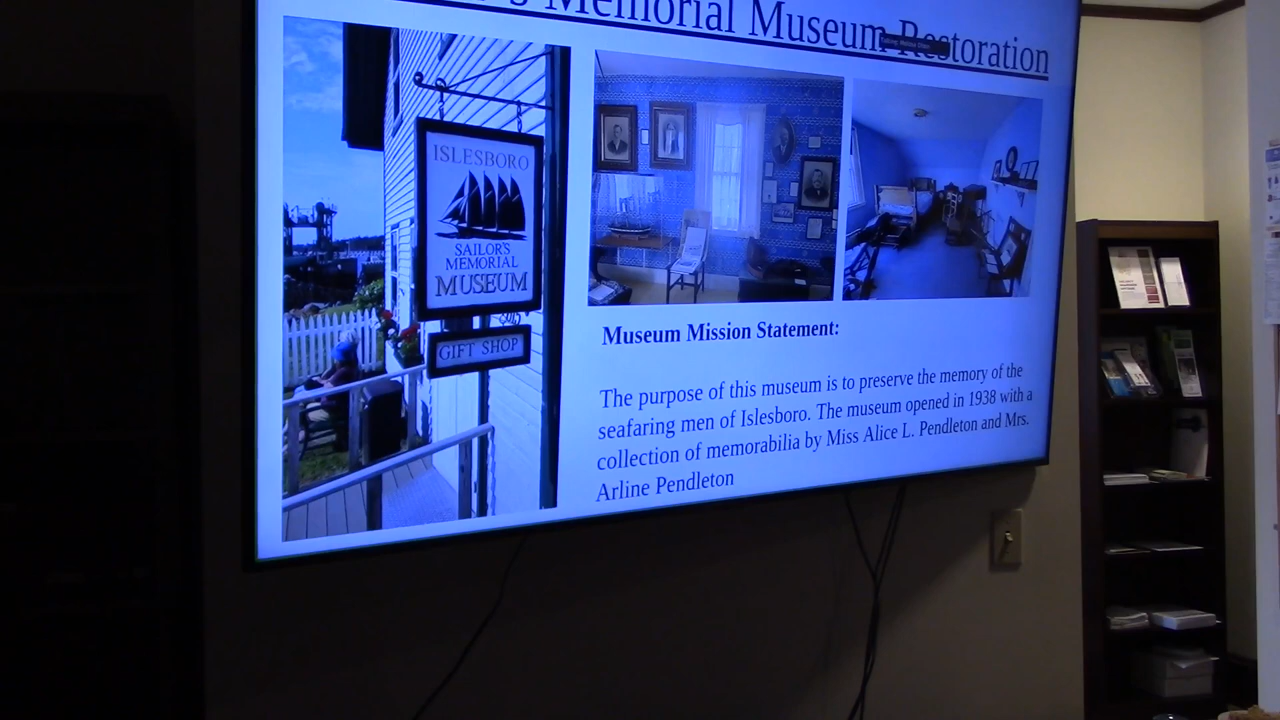 's Memorial Museum Restoration
ISLESBORO
SAILOR'S
MEMORIAL
MUSEUM
GIFT SHOP
Museum Mission Statement:
The purpose of this museum is to preserve the memory of the
seafaring men of Islesboro. The museum opened in 1938 with a
collection of memorabilia by Miss Alice L. Pendleton and Mrs.
Arline Pendleton